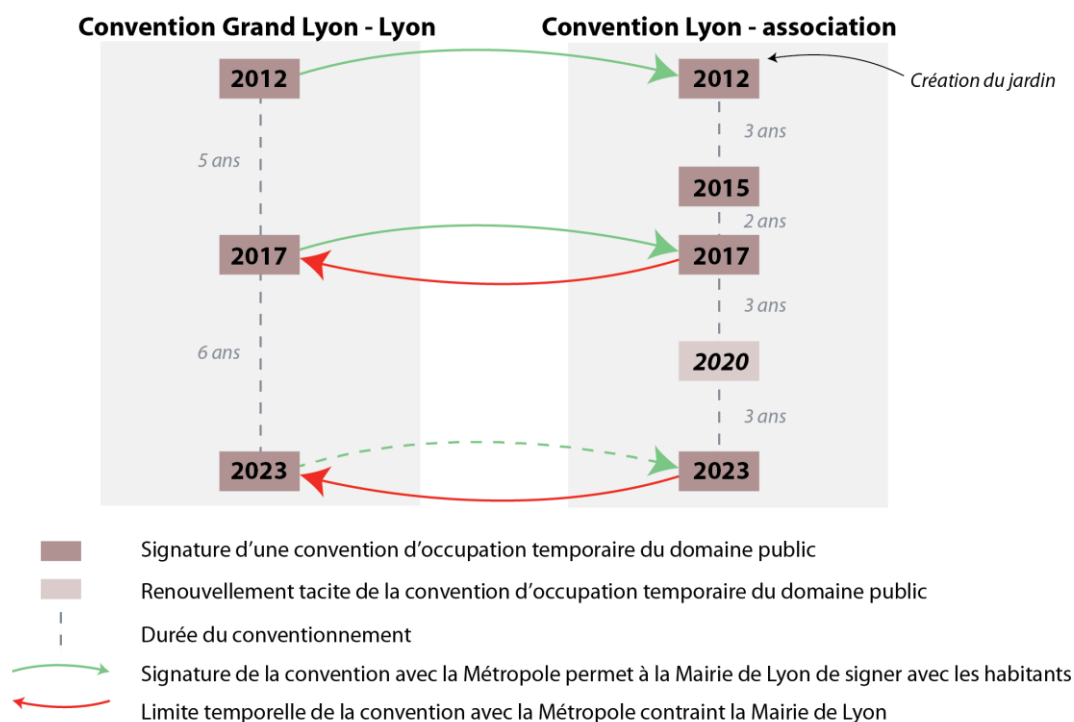 Convention Grand Lyon - Lyon
Convention Lyon - association
2012
2012
Création du jardin
3 ans
5 ans
2015
2 ans
2017
2017
3 ans
6 ans
2020
3 ans
2023
2023
Signature d'une convention d'occupation temporaire du domaine public
Renouvellement tacite de la convention d'occupation temporaire du domaine public
Durée du conventionnement
Signature de la convention avec la Métropole permet à la Mairie de Lyon de signer avec les habitants
Limite temporelle de la convention avec la Métropole contraint la Mairie de Lyon